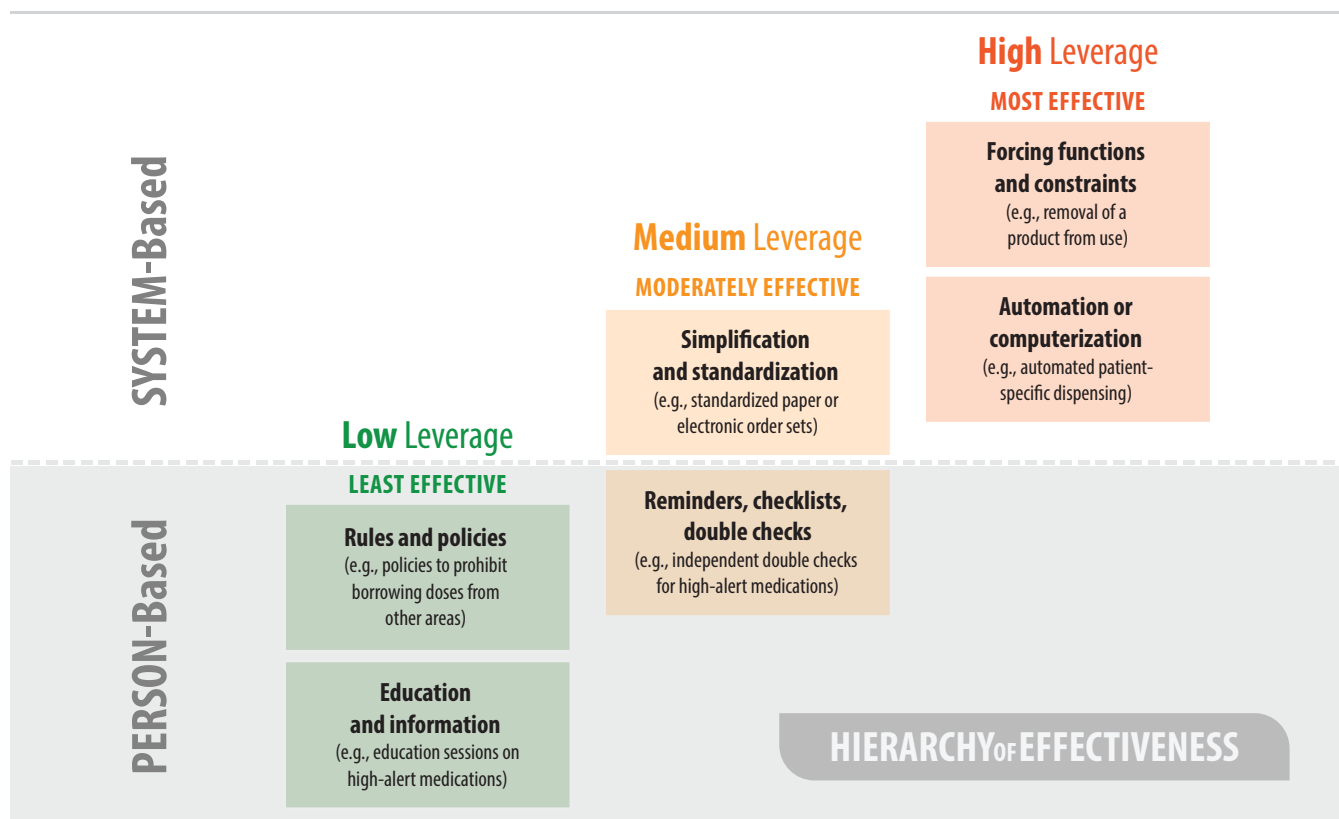 High Leverage
MOST EFFECTIVE
Forcing functions
and constraints
(e.g., removal of a
product from use)
Automation or
computerization
(e.g., automated patient-
specific dispensing)
SYSTEM-Based
Medium Leverage
MODERATELY EFFECTIVE
Simplification
and standardization
(e.g., standardized paper or
electronic order sets)
Reminders, checklists,
double checks
(e.g., independent double checks
for high-alert medications)
Low Leverage
LEAST EFFECTIVE
Rules and policies
(e.g., policies to prohibit
borrowing doses from
other areas)
Education
and information
(e.g., education sessions on
high-alert medications)
PERSON-Based
HIERARCHY OF EFFECTIVENESS